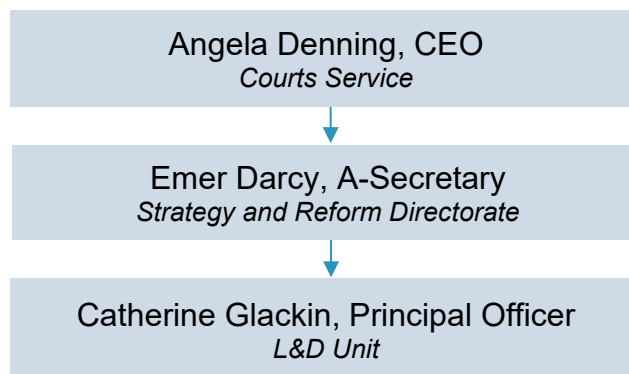 Angela Denning, CEO
Courts Service
Emer Darcy, A-Secretary
Strategy and Reform Directorate
Catherine Glackin, Principal Officer
L&D Unit